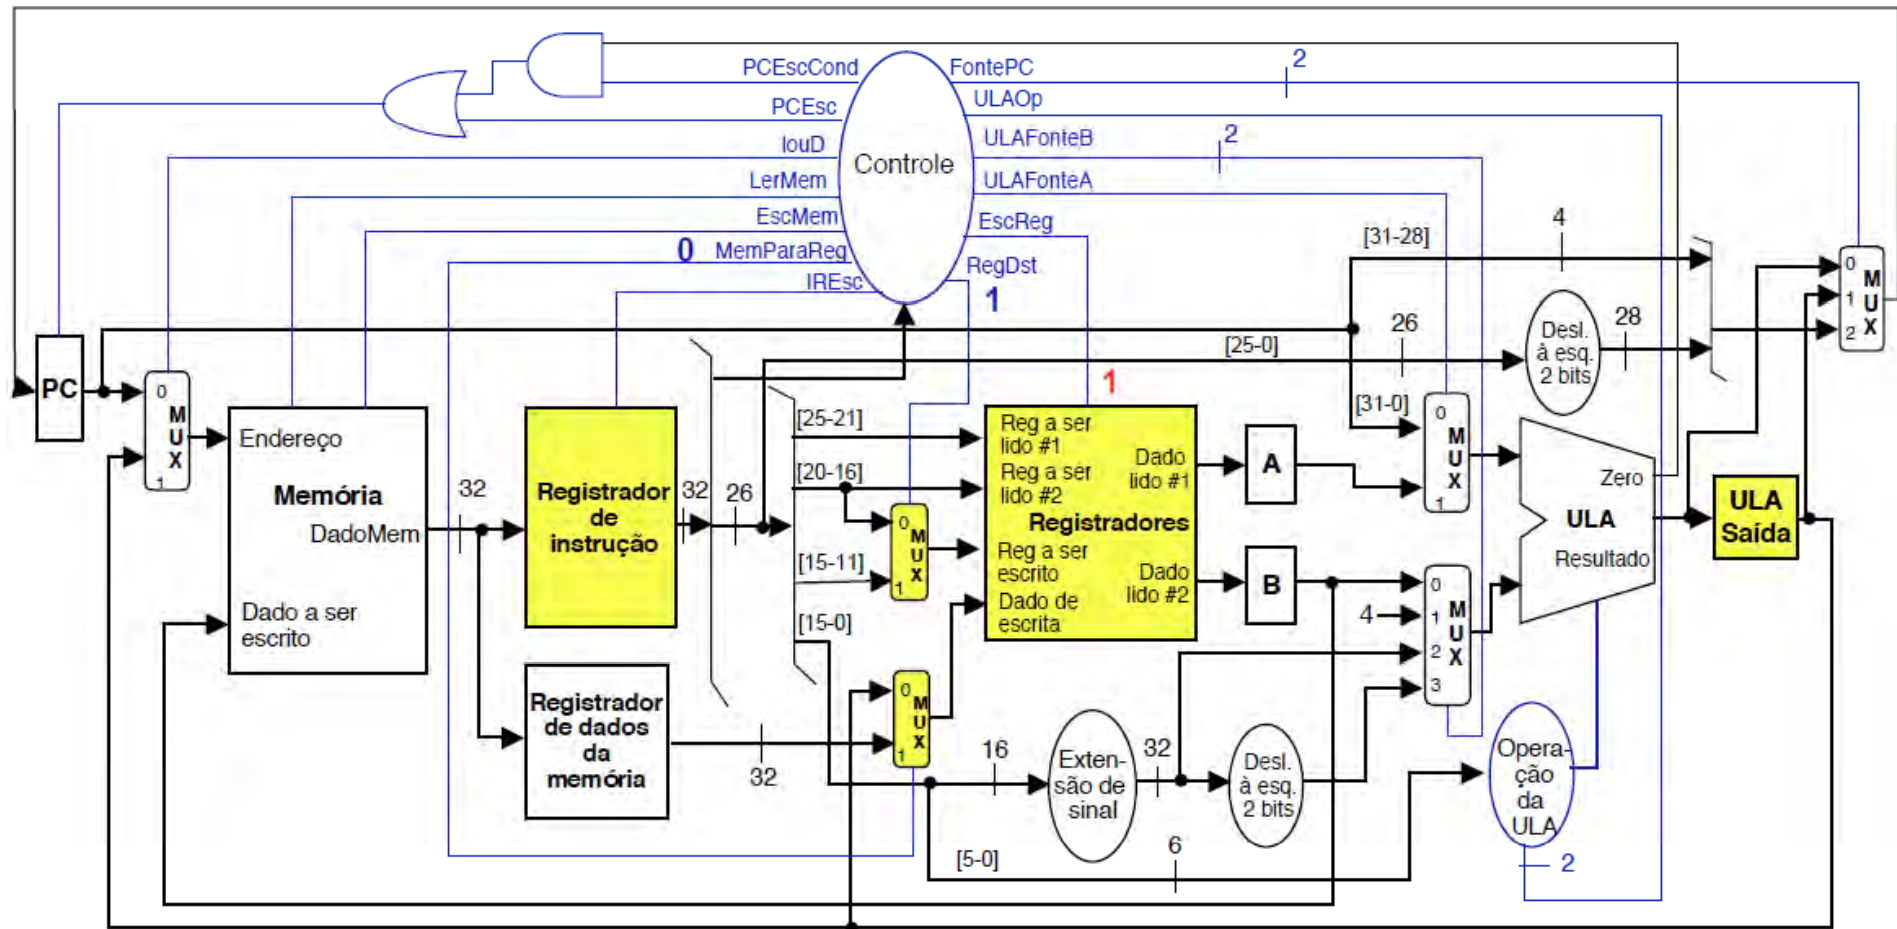 PCEscCond
PCEsc
IouD
LerMem
EscMem
0 MemParaReg
IREsc
Controle
FontePC
2
ULAOp
ULAFonteB
2
ULAFonteA
EscReg
RegDst
1
[31-28]
4
[25-0]
26
Desl.
à esq.
2 bits
28
0
1
2
M
U
X
PC
0
M
U
X
1
Endereço
Memória
DadoMem
Dado a ser
escrito
32
Registrador
de
instrução
32
26
Registrador
de dados
da
memória
32
[25-21]
[20-16]
[15-11]
[15-0]
0
M
U
X
1
0
M
U
X
1
1
Reg a ser
lido #1
Reg a ser
lido #2
Registradores
Reg a ser
escrito
Dado de
escrita
Dado
lido #1
Dado
lido #2
A
B
[31-0]
0
M
U
X
1
4
0
1
2
3
M
U
X
Zero
ULA
Resultado
ULA
Saída
16
Exten-
são de
sinal
32
Desl.
à esq.
2 bits
Opera-
ção
da
ULA
[5-0]
6
2